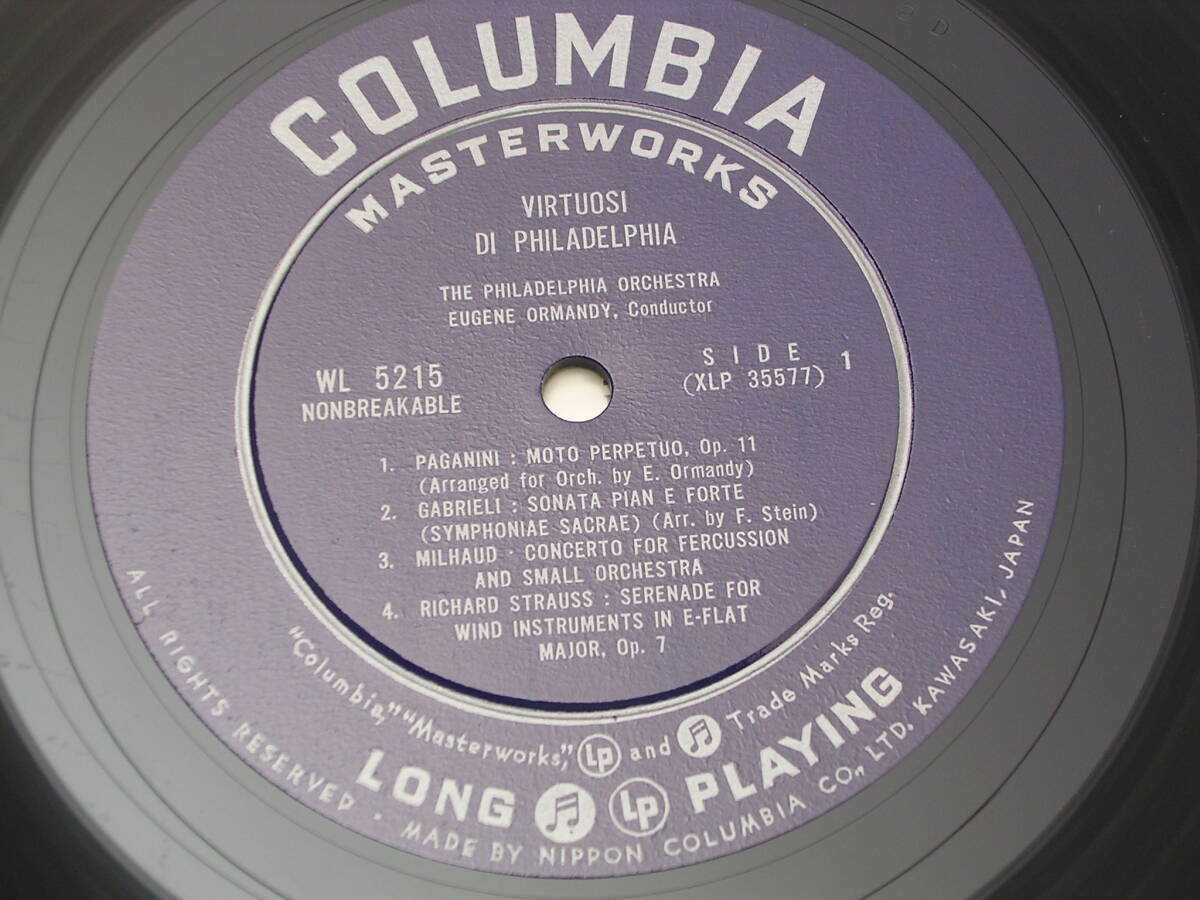 COLUMBIA
MASTERWORKS
VIRTUOSI
DI PHILADELPHIA
THE PHILADELPHIA ORCHESTRA
EUGENE ORMANDY, Conductor
WL 5215
NONBREAKABLE
SIDE 1
(XLP 35577)
1. PAGANINI : MOTO PERPETUO, Op. 11
(Arranged for Orch. by E. Ormandy)
2. GABRIELI : SONATA PIAN E FORTE
(SYMPHONIAE SACRAE) (Arr. by F. Stein)
3. MILHAUD · CONCERTO FOR FERCUSSION
AND SMALL ORCHESTRA
4. RICHARD STRAUSS : SERENADE FOR
WIND INSTRUMENTS IN E-FLAT
MAJOR, Op. 7
"Columbia," "Masterworks," Lp and Trade Marks Reg.
LONG Lp PLAYING
ALL RIGHTS RESERVED · MADE BY NIPPON COLUMBIA CO., LTD. KAWASAKI, JAPAN